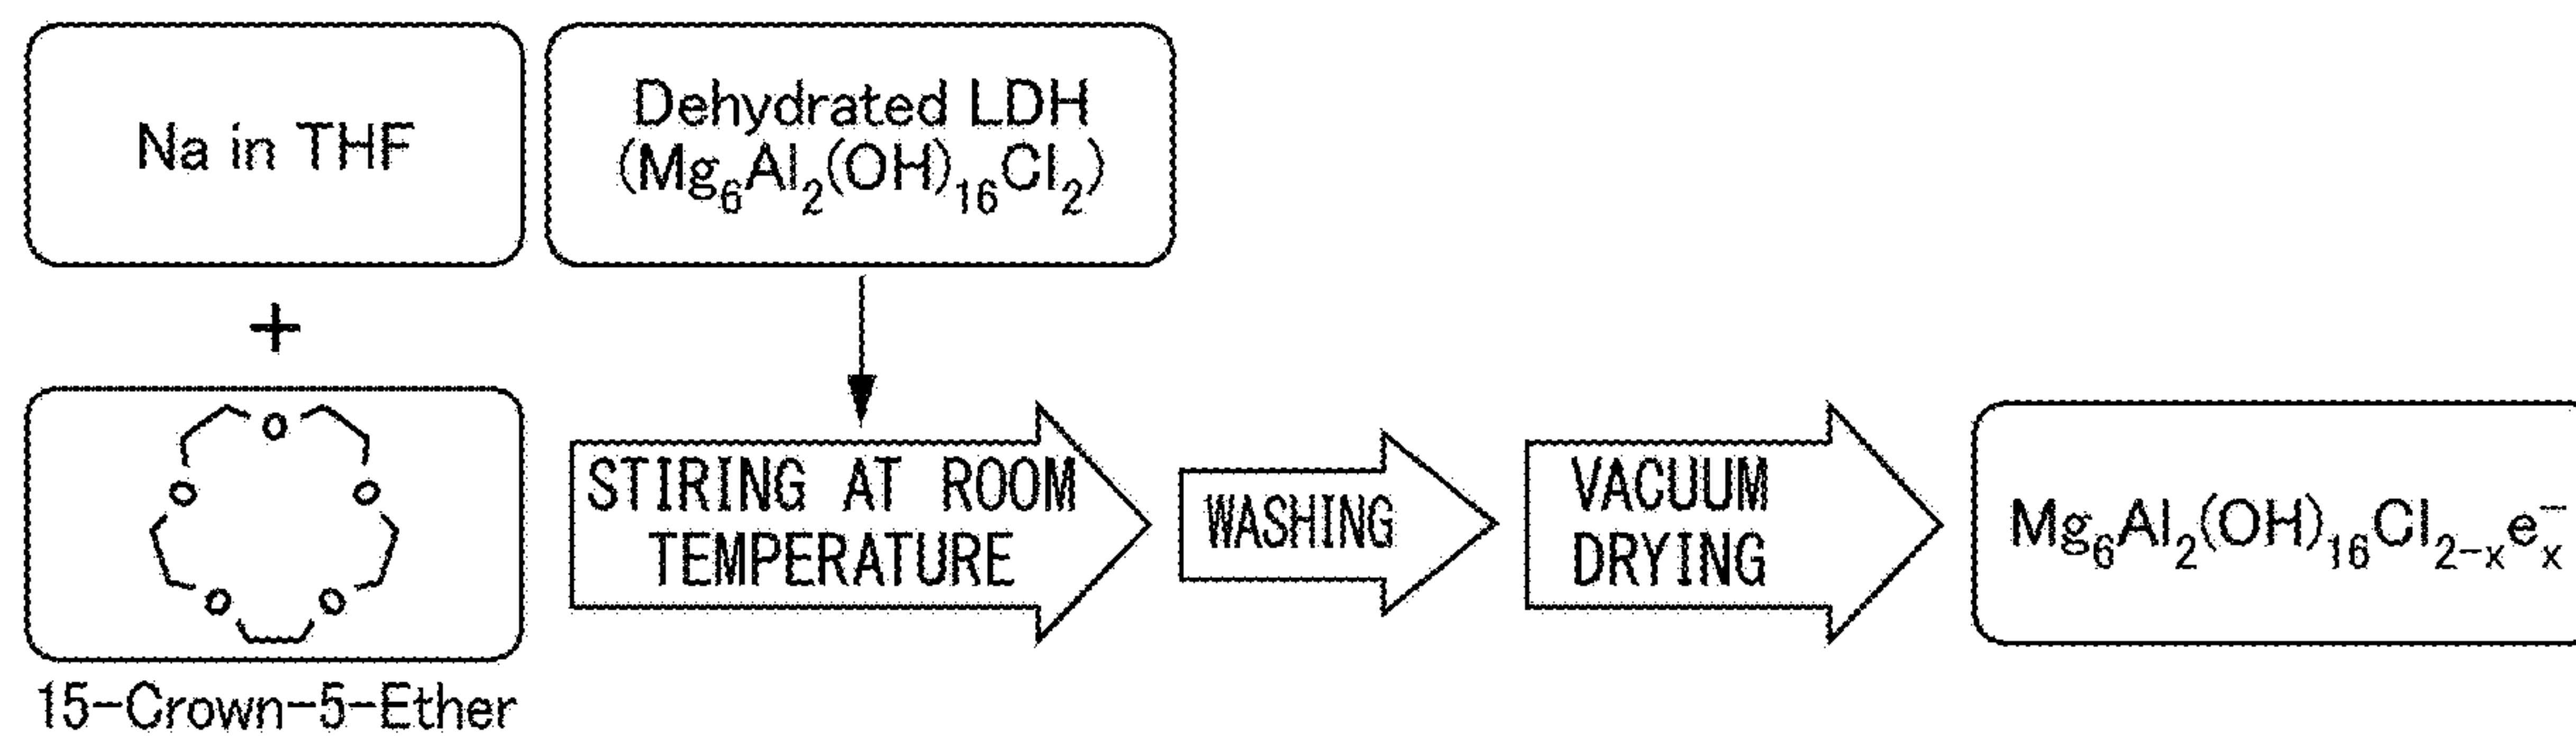 Na in THF
Dehydrated LDH
(Mg₆Al₂(OH)₁₆Cl₂)
+
O
O
O
O
O
15-Crown-5-Ether
STIRING AT ROOM
TEMPERATURE
WASHING
VACUUM
DRYING
Mg₆Al₂(OH)₁₆Cl₂₋ₓe⁻ₓ